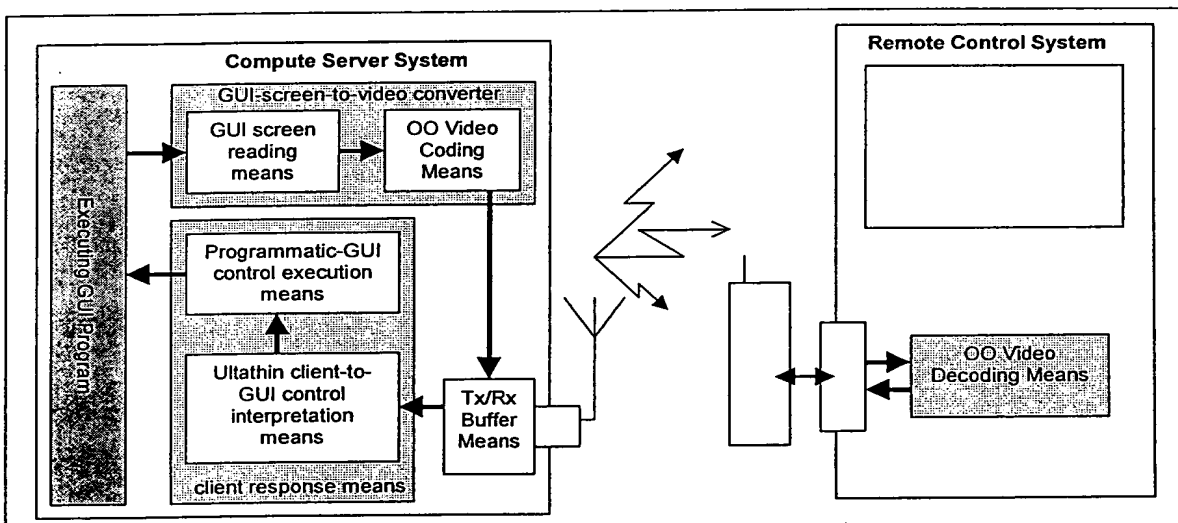 Compute Server System
Remote Control System
Executing GUI Programme
GUI-screen-to-video converter
GUI screen
reading
means
OO Video
Coding
Means
Programmatic-GUI
control execution
means
Ultathin client-to-
GUI control
interpretation
means
client response means
Tx/Rx
Buffer
Means
OO Video
Decoding Means